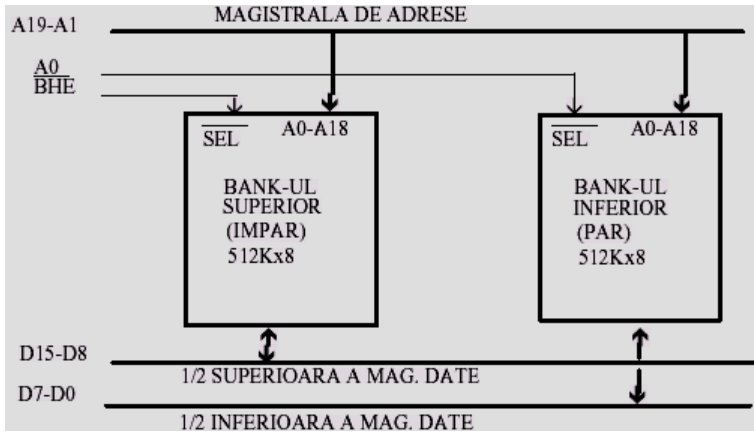 MAGISTRALA DE ADRESE
A19-A1
A0
BHE
SEL A0-A18
BANK-UL
SUPERIOR
(IMPAR)
512Kx8
SEL A0-A18
BANK-UL
INFERIOR
(PAR)
512Kx8
D15-D8
1/2 SUPERIOARA A MAG. DATE
D7-D0
1/2 INFERIOARA A MAG. DATE